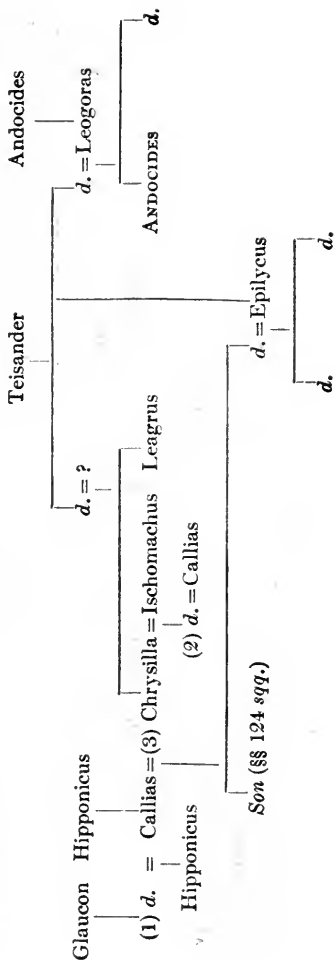 Glaucon Hipponicus Teisander Andocides
(1) d. = Callias = (3) Chrysilla = Ischomachus Leagrus
d. = ? d. = Leogoras
Hipponicus (2) d. = Callias ANDOCIDES d.
Son (§§ 124 sqq.) d. = Epilycus
d. d.